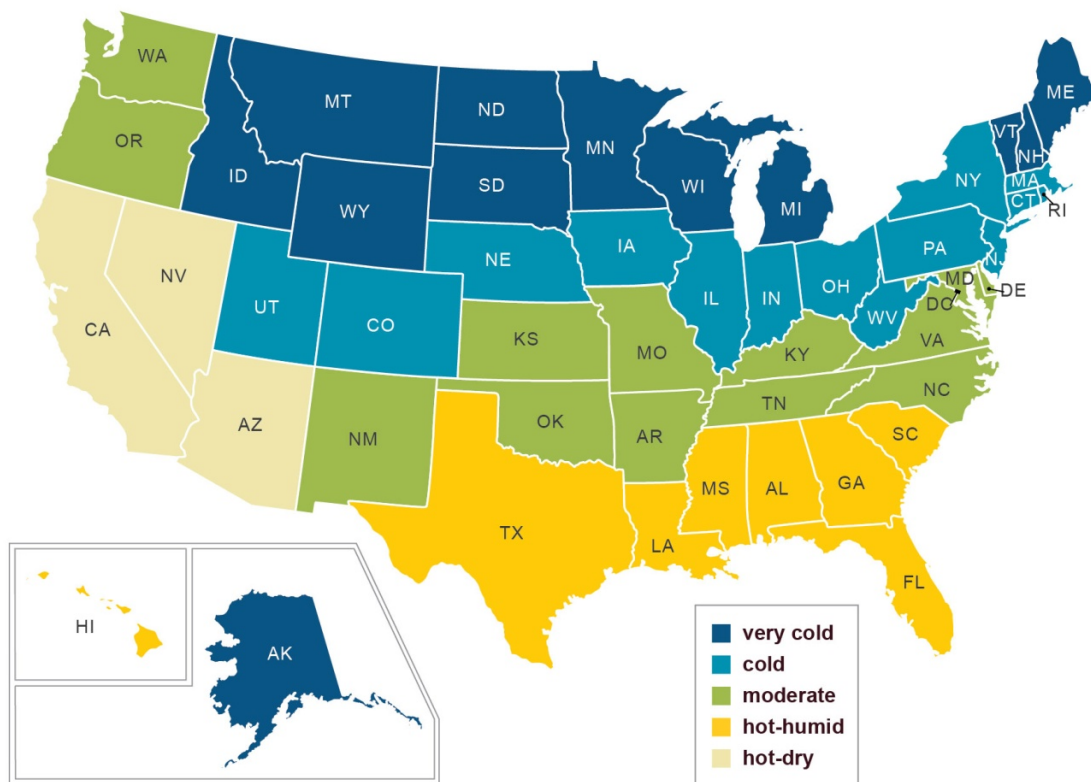 WA
MT
ND
MN
ME
VT
NH
OR
ID
SD
WI
MI
NY
MA
CT
RI
WY
IA
PA
NJ
NE
NV
UT
CO
IL
IN
OH
MD
DE
DC
WV
CA
KS
MO
KY
VA
NC
TN
AZ
NM
OK
AR
SC
MS
AL
GA
TX
LA
FL
HI
AK
very cold
cold
moderate
hot-humid
hot-dry